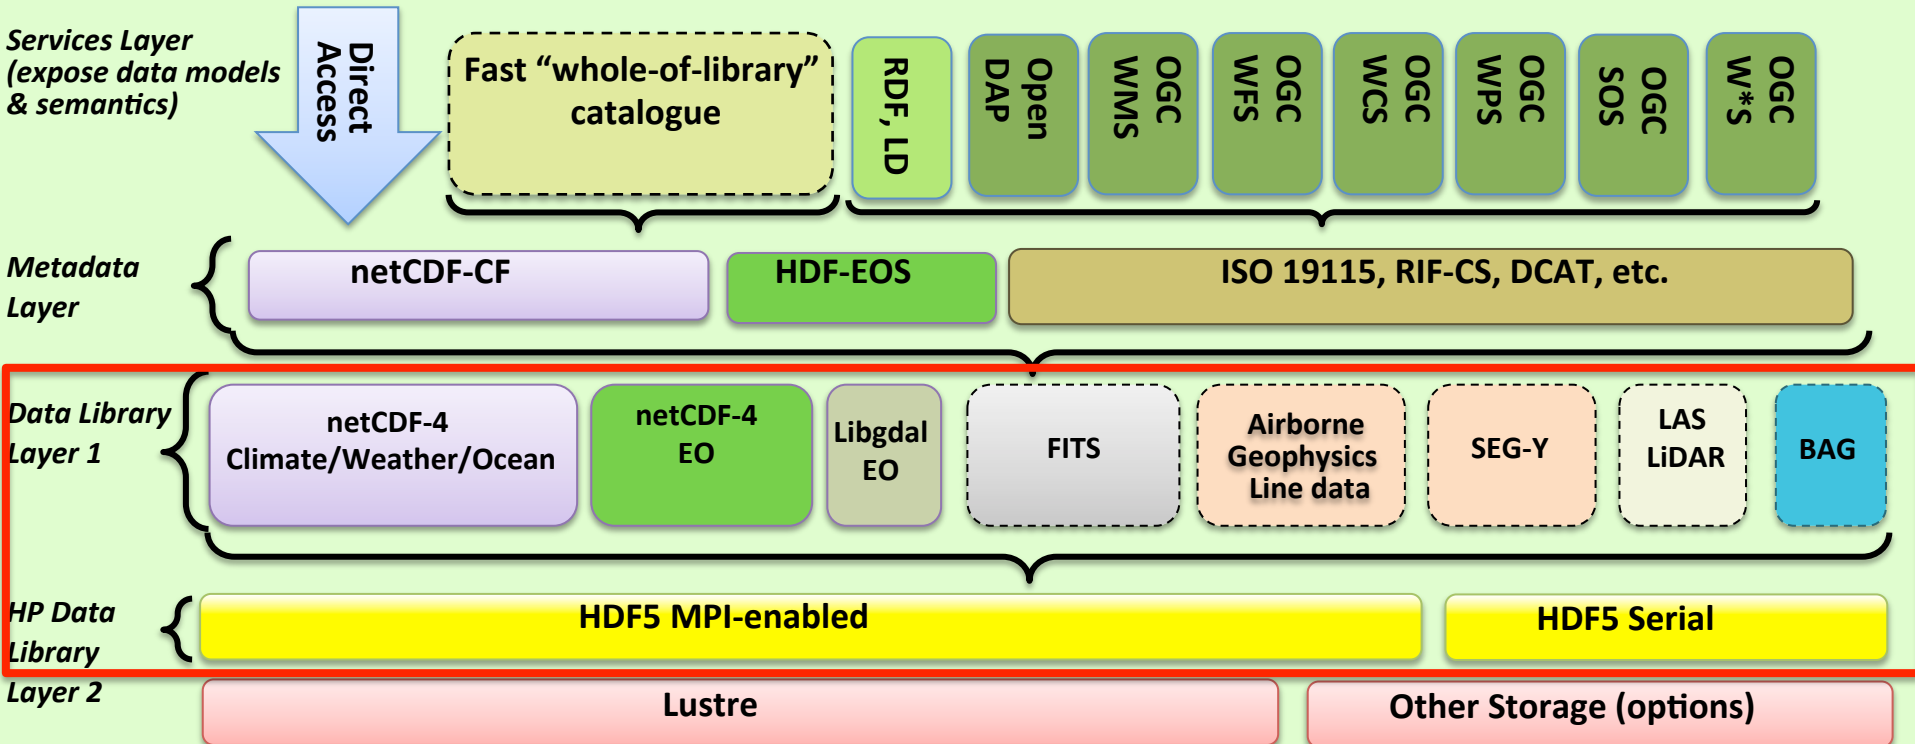 Services Layer
(expose data models
& semantics)
Direct
Access
Fast “whole-of-library”
catalogue
RDF, LD
Open
DAP
OGC
WMS
OGC
WFS
OGC
WCS
OGC
WPS
OGC
SOS
OGC
W*S
Metadata
Layer
netCDF-CF
HDF-EOS
ISO 19115, RIF-CS, DCAT, etc.
Data Library
Layer 1
netCDF-4
Climate/Weather/Ocean
netCDF-4
EO
Libgdal
EO
FITS
Airborne
Geophysics
Line data
SEG-Y
LAS
LiDAR
BAG
HP Data
Library
Layer 2
HDF5 MPI-enabled
HDF5 Serial
Lustre
Other Storage (options)